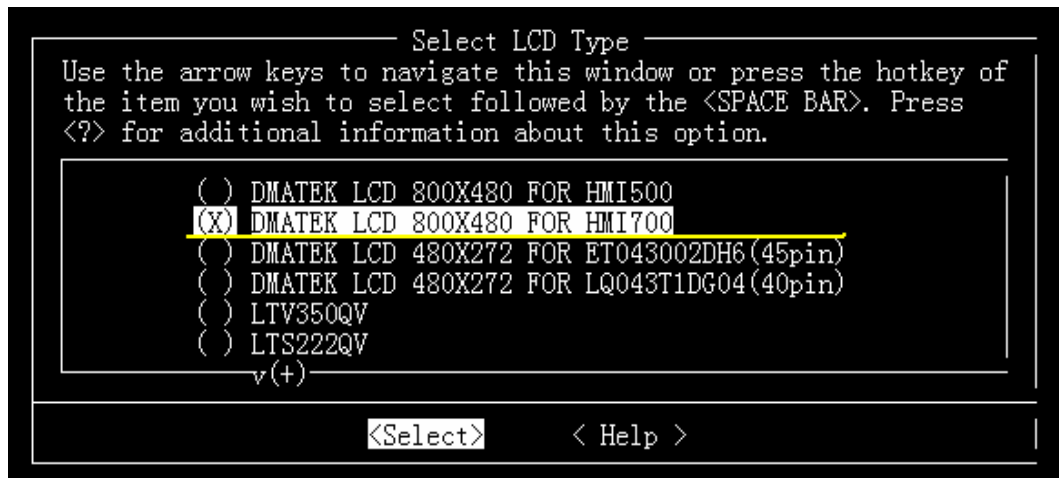 Select LCD Type
Use the arrow keys to navigate this window or press the hotkey of
the item you wish to select followed by the <SPACE BAR>. Press
<?> for additional information about this option.
( ) DMATEK LCD 800X480 FOR HMI500
(X) DMATEK LCD 800X480 FOR HMI700
( ) DMATEK LCD 480X272 FOR ET043002DH6(45pin)
( ) DMATEK LCD 480X272 FOR LQ043T1DG04(40pin)
( ) LTV350QV
( ) LTS222QV
v(+)
<Select> < Help >